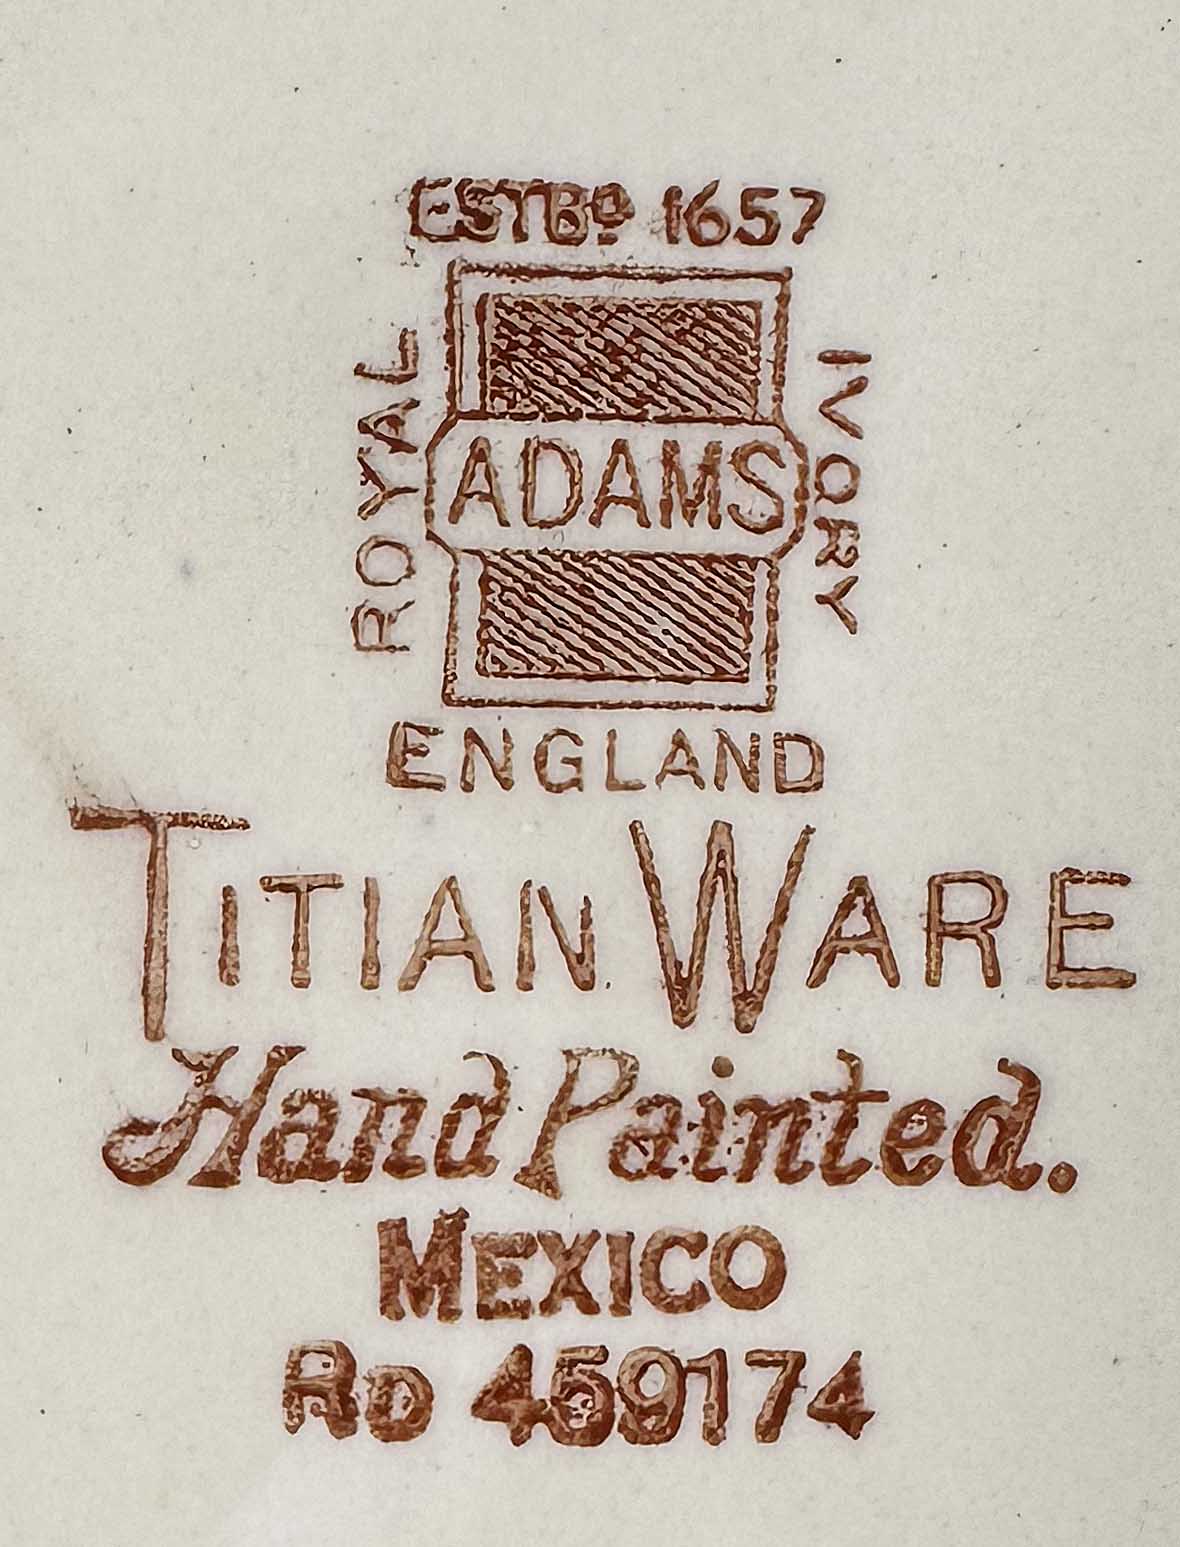 ESTBD 1657
ROYAL
ADAMS
IVORY
ENGLAND
TITIAN WARE
Hand Painted.
MEXICO
RD 459174